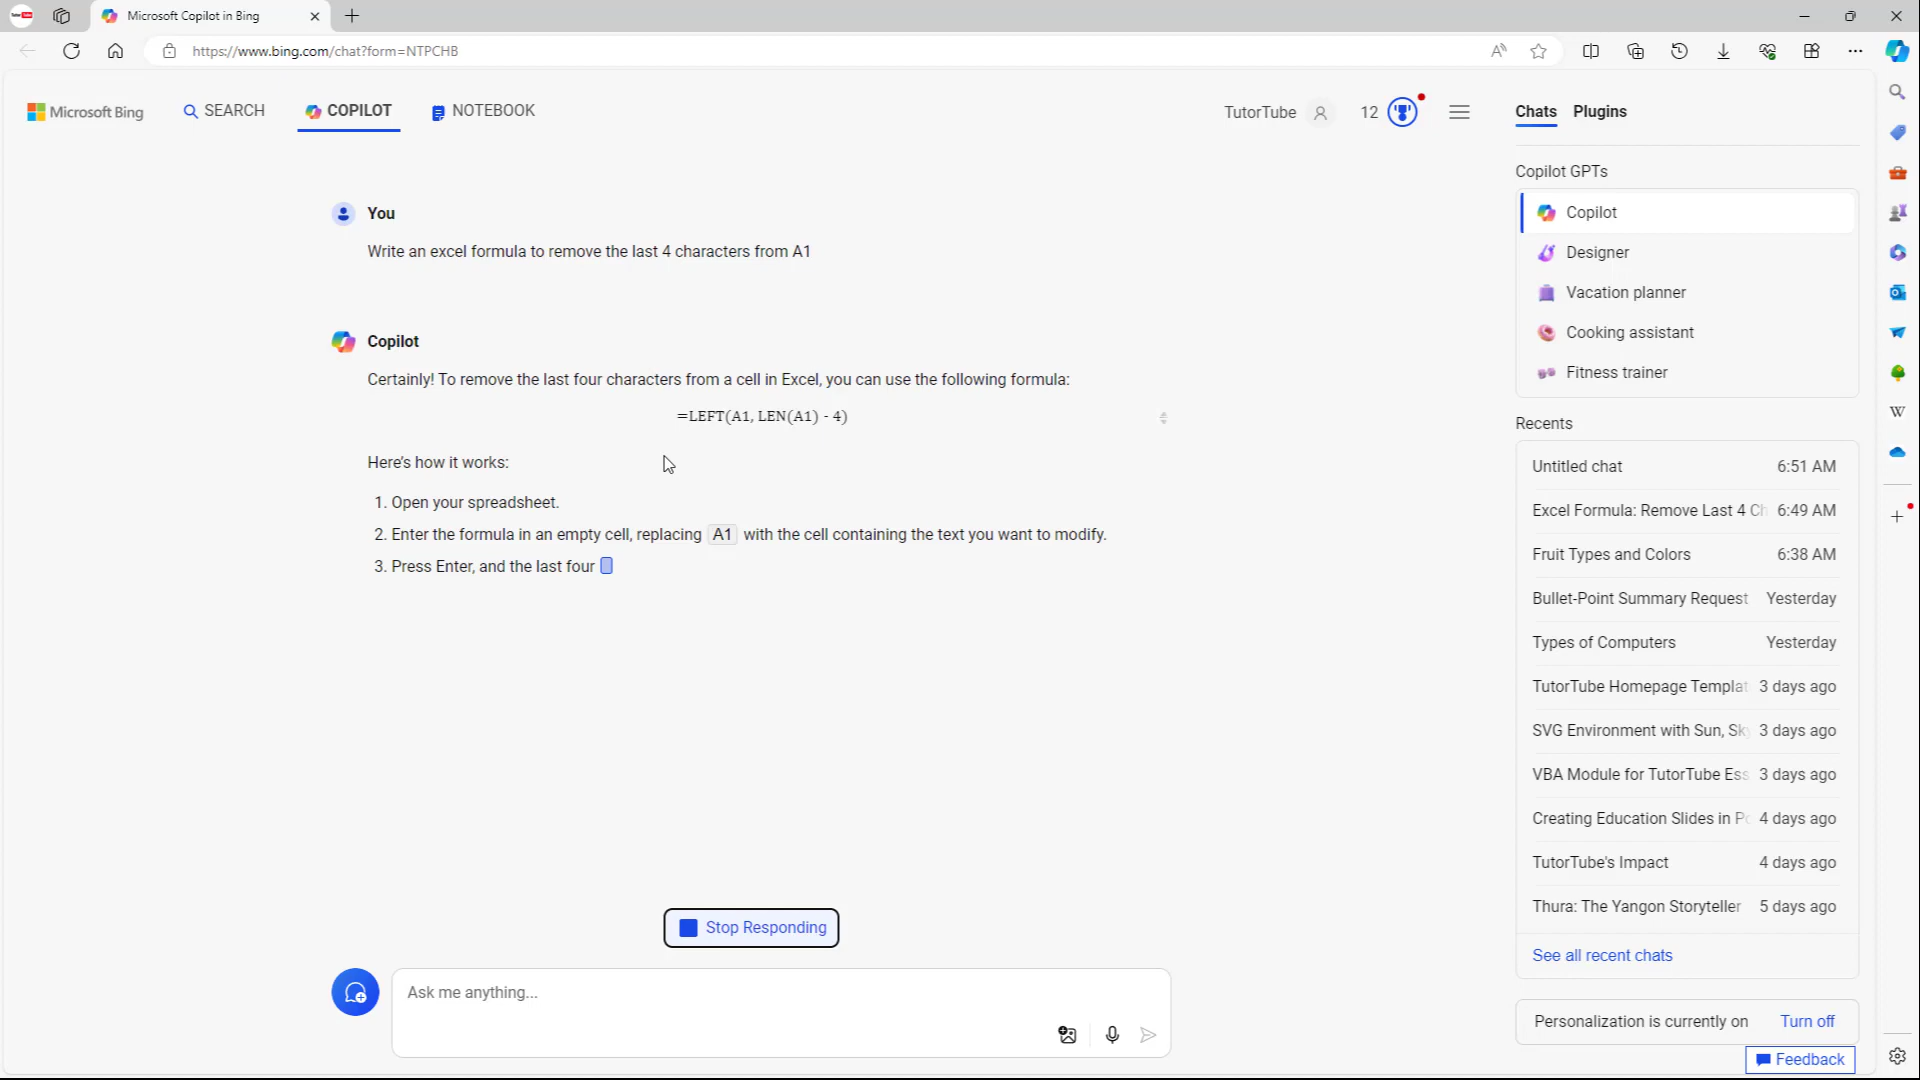 Microsoft Copilot in Bing
https://www.bing.com/chat?form=NTPCHB
Microsoft Bing
SEARCH
COPILOT
NOTEBOOK
TutorTube
12
Chats
Plugins
You
Write an excel formula to remove the last 4 characters from A1
Copilot
Certainly! To remove the last four characters from a cell in Excel, you can use the following formula:
=LEFT(A1, LEN(A1) - 4)
Here's how it works:
1. Open your spreadsheet.
2. Enter the formula in an empty cell, replacing A1 with the cell containing the text you want to modify.
3. Press Enter, and the last four
Stop Responding
Ask me anything...
Copilot GPTs
Copilot
Designer
Vacation planner
Cooking assistant
Fitness trainer
Recents
Untitled chat 6:51 AM
Excel Formula: Remove Last 4 Ch 6:49 AM
Fruit Types and Colors 6:38 AM
Bullet-Point Summary Request Yesterday
Types of Computers Yesterday
TutorTube Homepage Templat 3 days ago
SVG Environment with Sun, Sky 3 days ago
VBA Module for TutorTube Ess 3 days ago
Creating Education Slides in Po 4 days ago
TutorTube's Impact 4 days ago
Thura: The Yangon Storyteller 5 days ago
See all recent chats
Personalization is currently on Turn off
Feedback
W